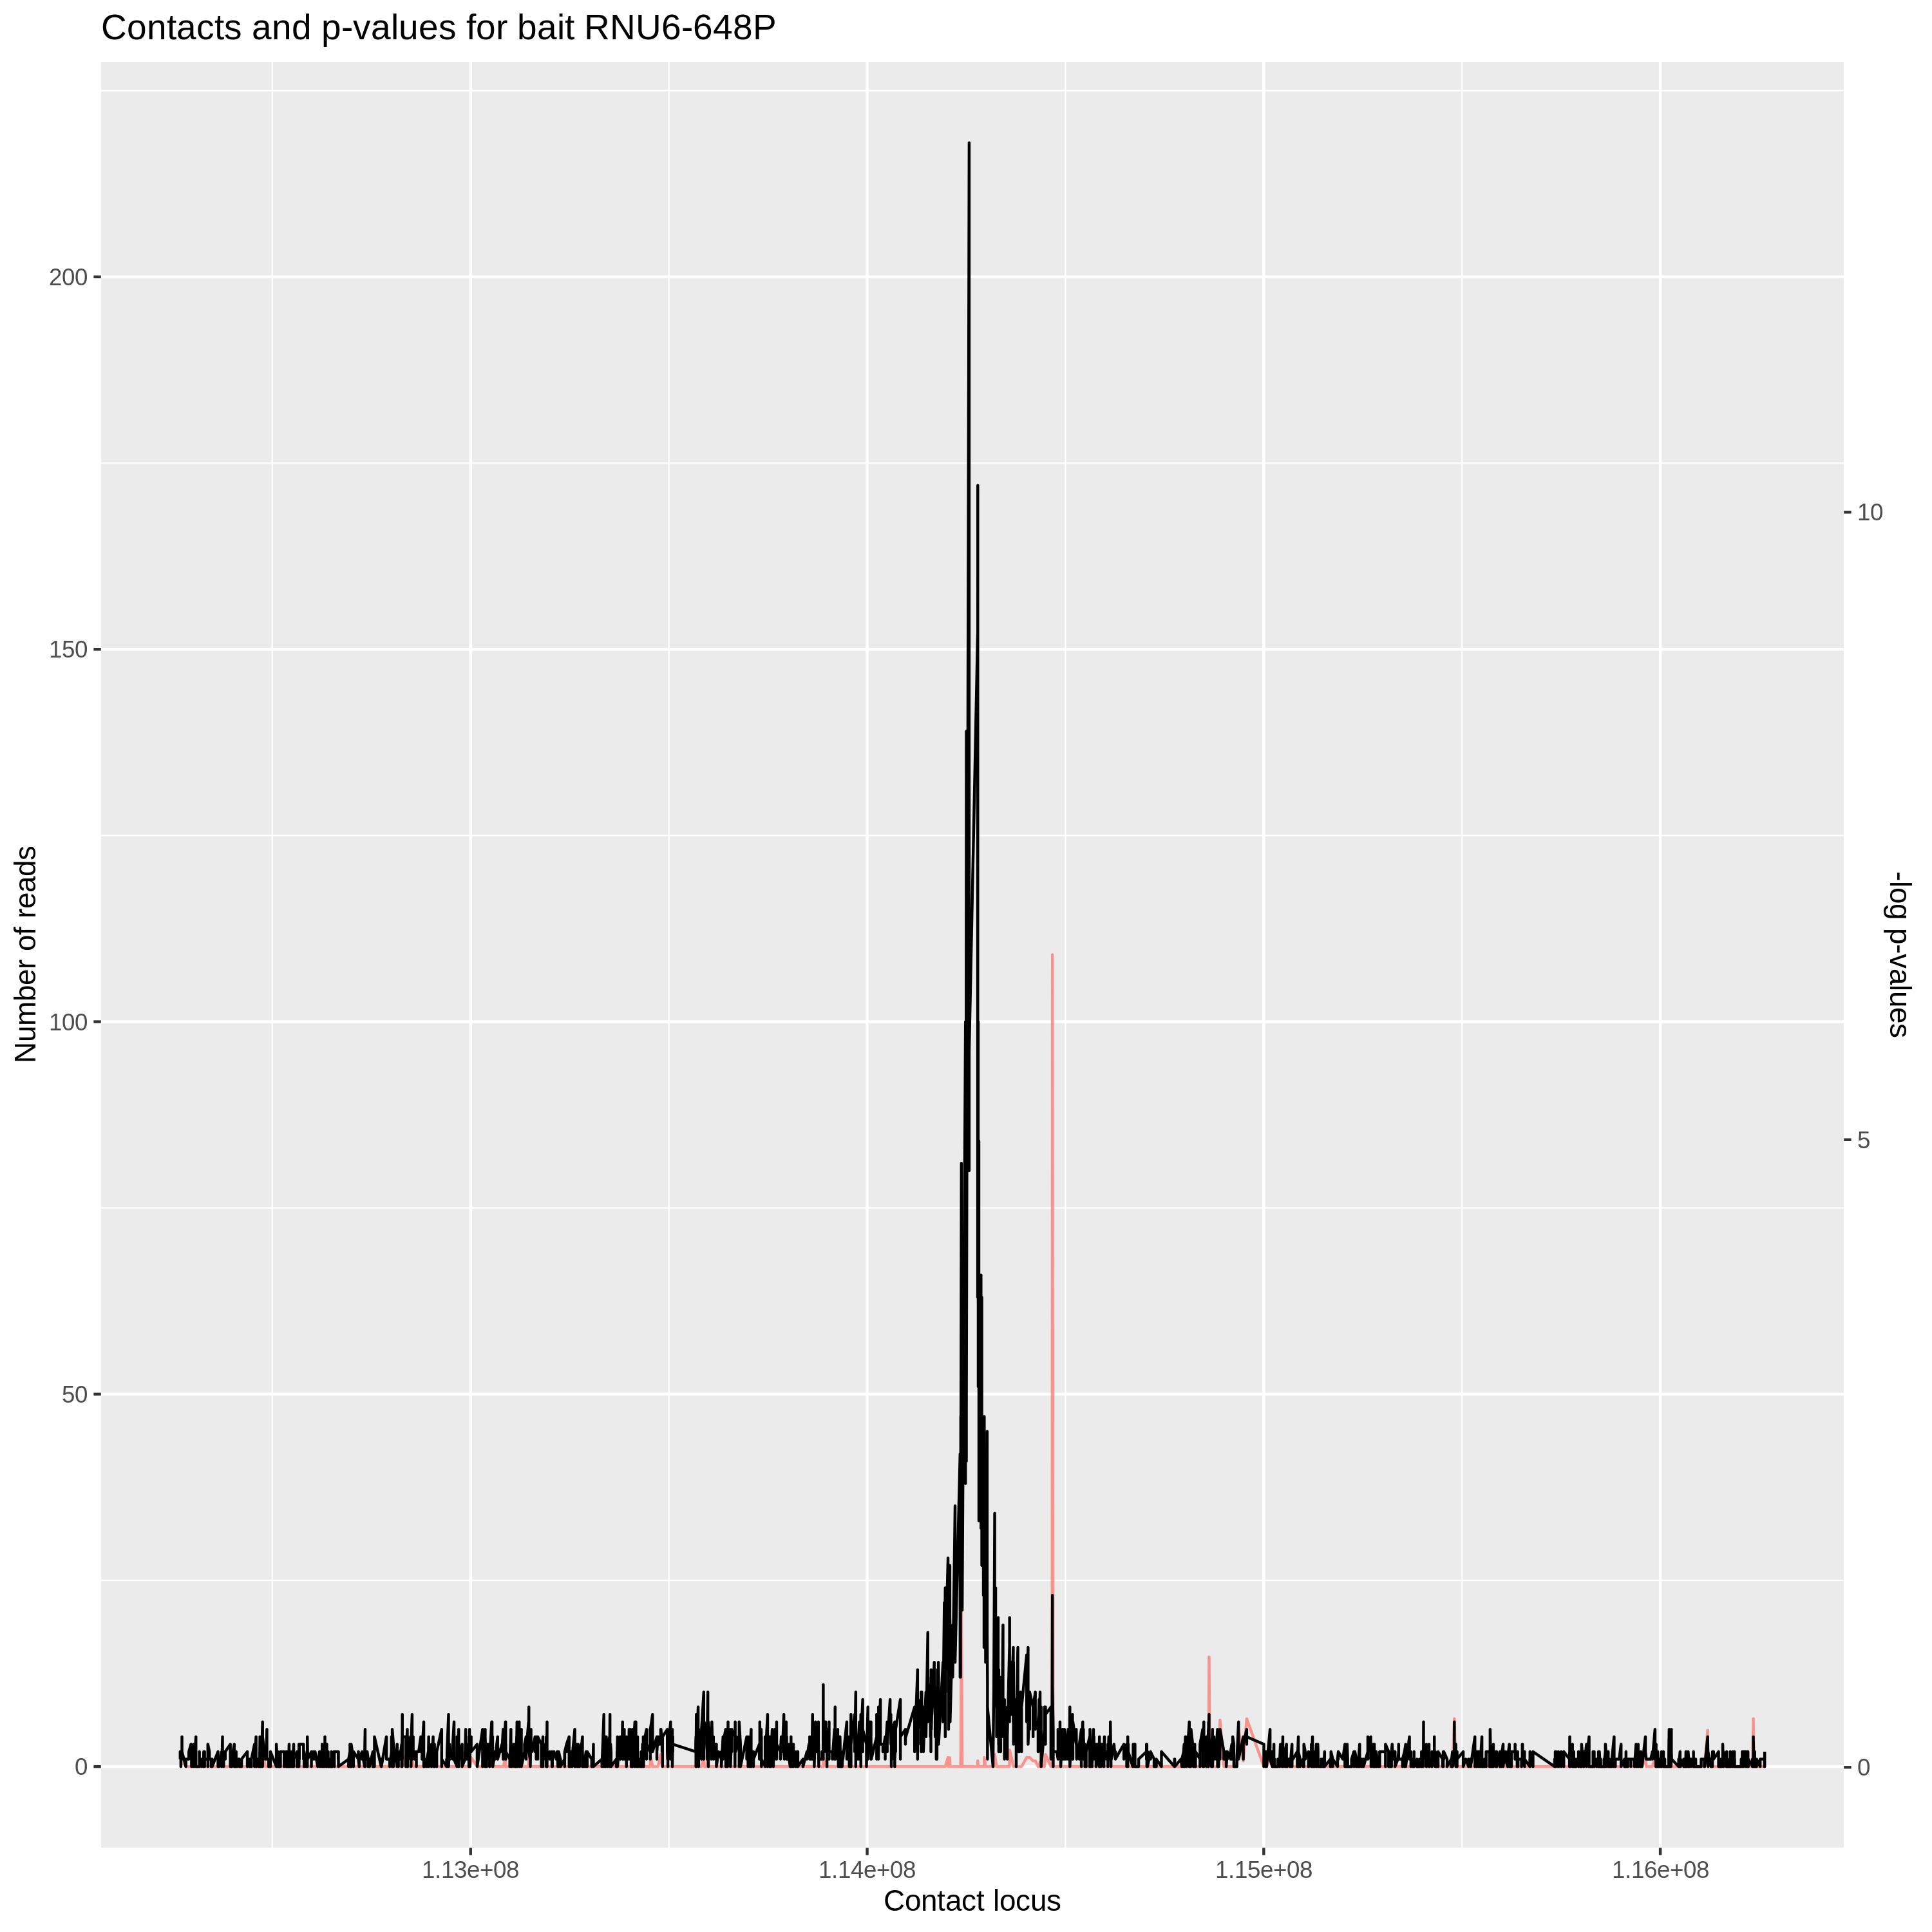 Contacts and p-values for bait RNU6-648P
200
150
100
50
0
Number of reads
10
5
0
-log p-values
1.13e+08
1.14e+08
1.15e+08
1.16e+08
Contact locus